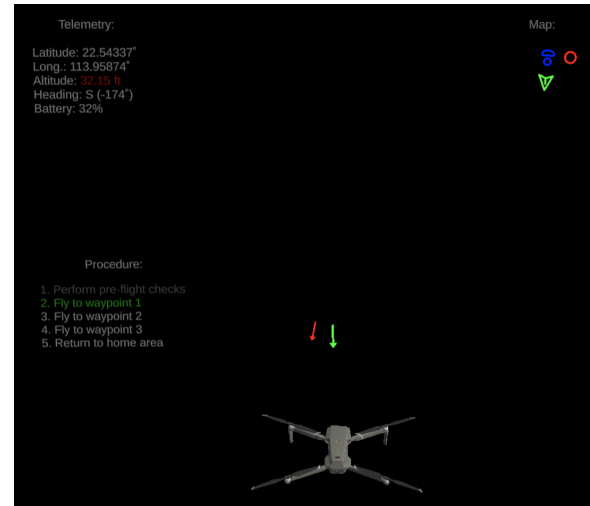 Telemetry:
Map:
Latitude: 22.54337°
Long.: 113.95874°
Altitude: 32.15 ft
Heading: S (-174°)
Battery: 32%
Procedure:
1. Perform pre-flight checks
2. Fly to waypoint 1
3. Fly to waypoint 2
4. Fly to waypoint 3
5. Return to home area